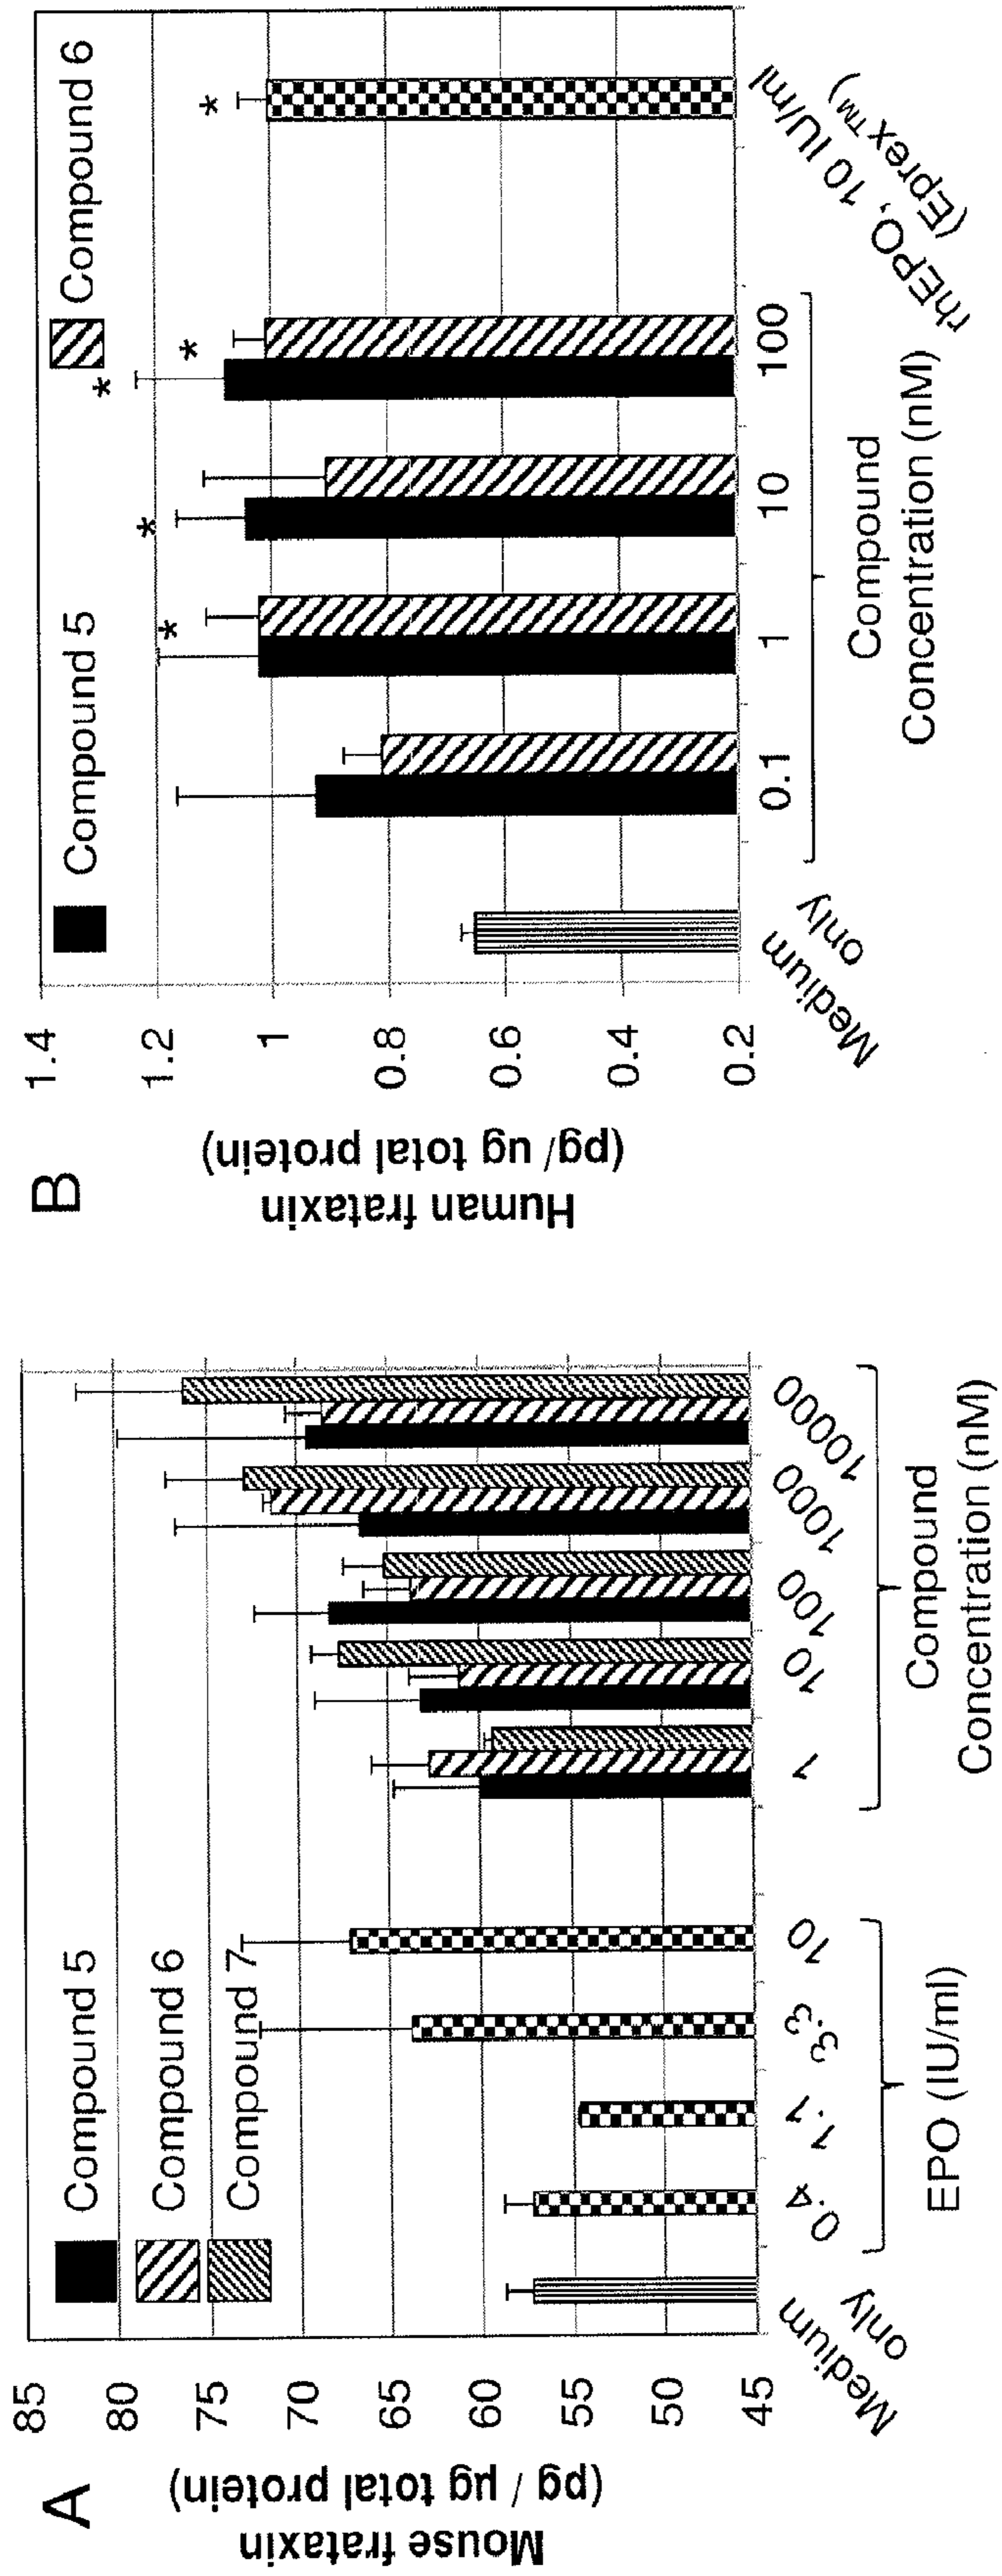 A
Mouse frataxin
(pg / µg total protein)
85
80
75
70
65
60
55
50
45
Compound 5
Compound 6
Compound 7
Medium
only
0.4
1.1
3.3
10
1
10
100
1000
10000
EPO (IU/ml)
Compound
Concentration (nM)
B
Human frataxin
(pg/ ug total protein)
1.4
1.2
1
0.8
0.6
0.4
0.2
Compound 5
Compound 6
*
*
*
*
*
Medium
only
0.1
1
10
100
rhEPO, 10 IU/ml
(Eprex™)
Compound
Concentration (nM)